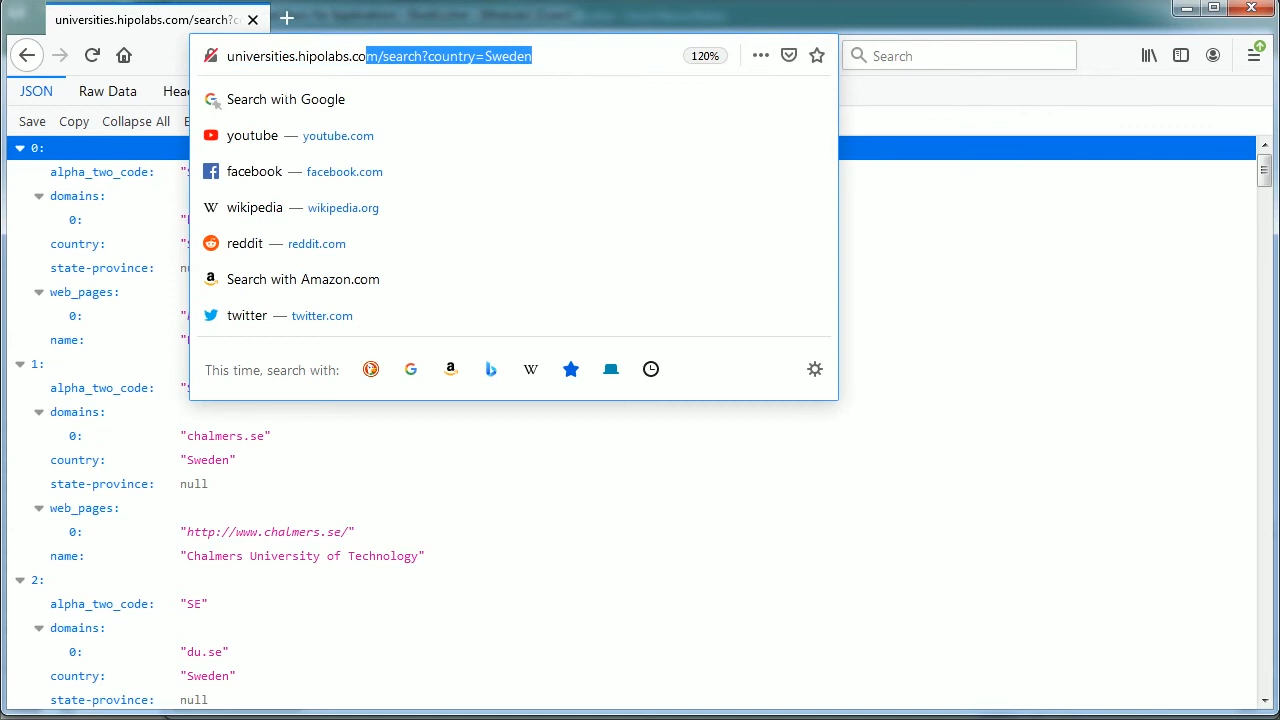 universities.hipolabs.com/search?c
universities.hipolabs.com/search?country=Sweden
120%
Search
JSON
Raw Data
Save
Copy
Collapse All
Search with Google
youtube — youtube.com
facebook — facebook.com
wikipedia — wikipedia.org
reddit — reddit.com
Search with Amazon.com
twitter — twitter.com
This time, search with:
0:
alpha_two_code:
domains:
0:
country:
state-province:
web_pages:
0:
name:
1:
alpha_two_code:
domains:
0: "chalmers.se"
country: "Sweden"
state-province: null
web_pages:
0: "http://www.chalmers.se/"
name: "Chalmers University of Technology"
2:
alpha_two_code: "SE"
domains:
0: "du.se"
country: "Sweden"
state-province: null